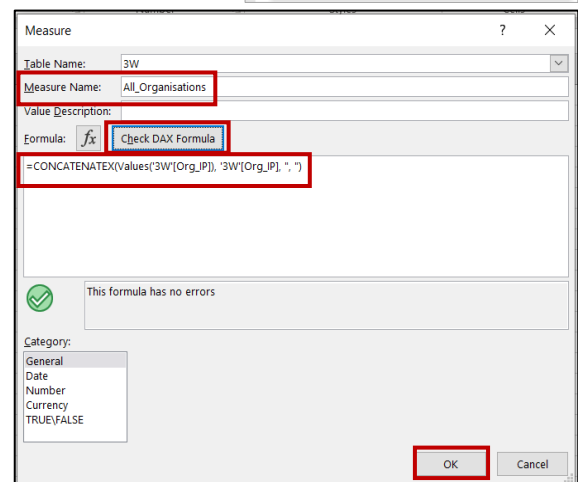 Measure ? ×
Table Name: 3W
Measure Name: All_Organisations
Value Description:
Formula: fx Check DAX Formula
=CONCATENATEX(Values('3W'[Org_IP]), '3W'[Org_IP], ", ")
This formula has no errors
Category:
General
Date
Number
Currency
TRUE\FALSE
OK Cancel